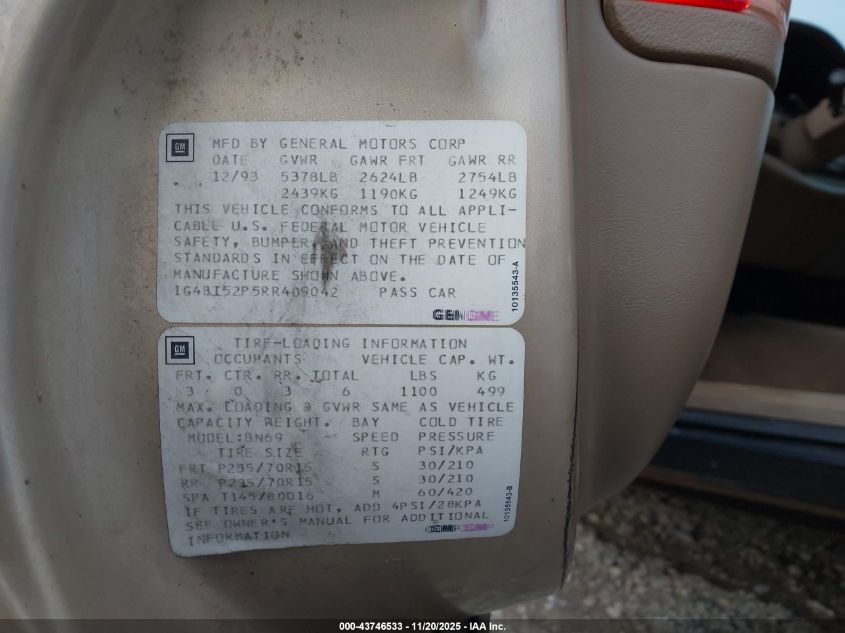 GM
MFD BY GENERAL MOTORS CORP
DATE GVWR GAWR FRT GAWR RR
12/93 5378LB 2624LB 2754LB
2439KG 1190KG 1249KG
THIS VEHICLE CONFORMS TO ALL APPLI-
CABLE U.S. FEDERAL MOTOR VEHICLE
SAFETY, BUMPER, AND THEFT PREVENTION
STANDARDS IN EFFECT ON THE DATE OF
MANUFACTURE SHOWN ABOVE.
PASS CAR
10135543-A
GM
TIRE-LOADING INFORMATION
OCCUPANTS VEHICLE CAP. WT.
FRT. CTR. RR. TOTAL LBS KG
3 0 3 6 1100 499
MAX. LOADING @ GVWR SAME AS VEHICLE
CAPACITY WEIGHT. BAY COLD TIRE
MODEL:BN69 SPEED PRESSURE
TIRE SIZE RTG PSI/KPA
FRT P235/70R15 S 30/210
RR P235/70R15 S 30/210
SPA T145/80D16 M 60/420
IF TIRES ARE HOT, ADD 4PSI/28KPA
SEE OWNER'S MANUAL FOR ADDITIONAL
INFORMATION
10135543-B
000-43746533 - 11/20/2025 - IAA Inc.